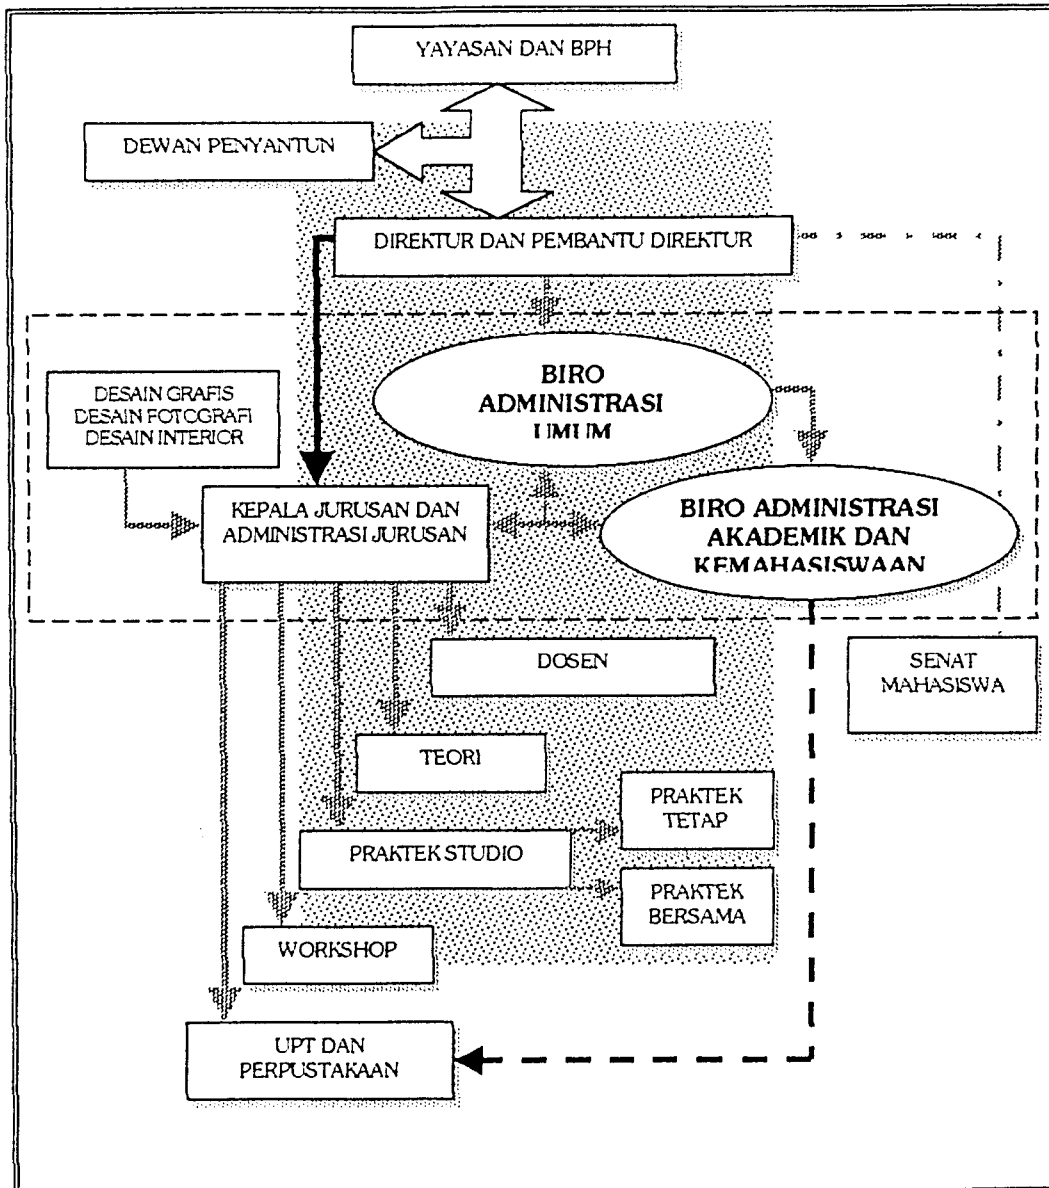 YAYASAN DAN BPH
DEWAN PENYANTUN
DIREKTUR DAN PEMBANTU DIREKTUR
BIRO
ADMINISTRASI
UMUM
DESAIN GRAFIS
DESAIN FOTOGRAFI
DESAIN INTERIOR
KEPALA JURUSAN DAN
ADMINISTRASI JURUSAN
BIRO ADMINISTRASI
AKADEMIK DAN
KEMAHASISWAAN
DOSEN
SENAT
MAHASISWA
TEORI
PRAKTEK
TETAP
PRAKTEK STUDIO
PRAKTEK
BERSAMA
WORKSHOP
UPT DAN
PERPUSTAKAAN